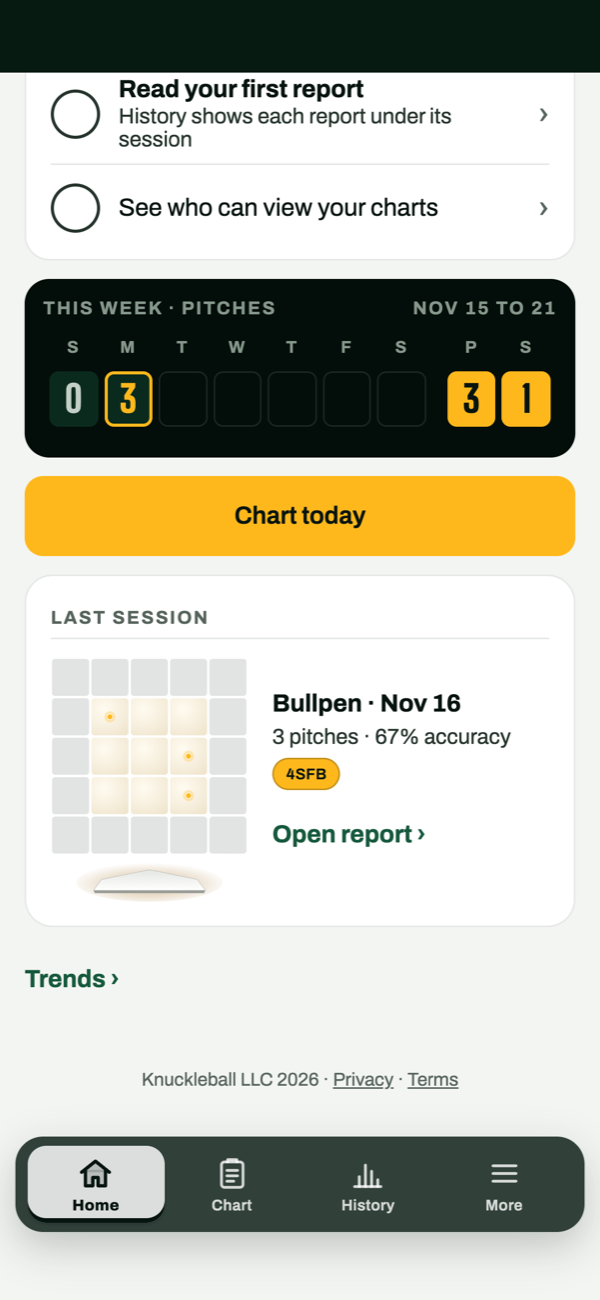 Read your first report
History shows each report under its
session
›
See who can view your charts ›
THIS WEEK · PITCHES NOV 15 TO 21
S M T W T F S P S
0 3 3 1
Chart today
LAST SESSION
Bullpen · Nov 16
3 pitches · 67% accuracy
4SFB
Open report ›
Trends ›
Knuckleball LLC 2026 · Privacy · Terms
Home Chart History More